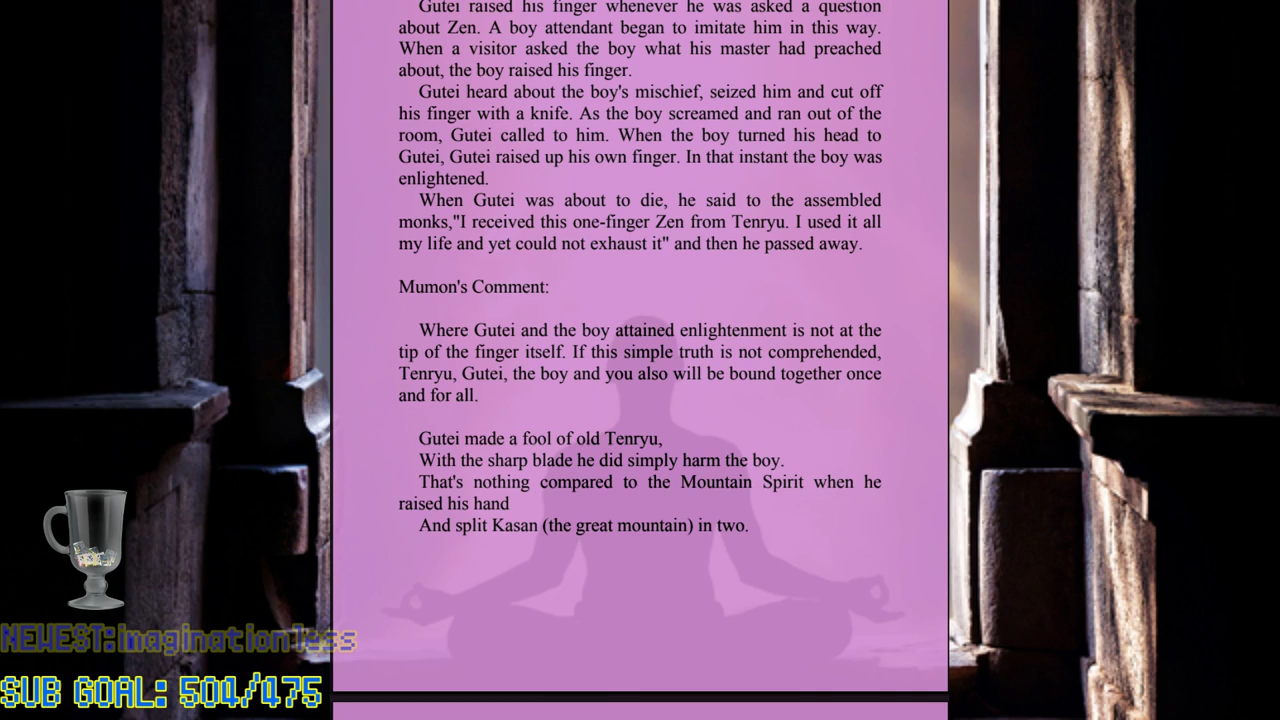 Gutei raised his finger whenever he was asked a question
about Zen. A boy attendant began to imitate him in this way.
When a visitor asked the boy what his master had preached
about, the boy raised his finger.
Gutei heard about the boy's mischief, seized him and cut off
his finger with a knife. As the boy screamed and ran out of the
room, Gutei called to him. When the boy turned his head to
Gutei, Gutei raised up his own finger. In that instant the boy was
enlightened.
When Gutei was about to die, he said to the assembled
monks,"I received this one-finger Zen from Tenryu. I used it all
my life and yet could not exhaust it" and then he passed away.
Mumon's Comment:
Where Gutei and the boy attained enlightenment is not at the
tip of the finger itself. If this simple truth is not comprehended,
Tenryu, Gutei, the boy and you also will be bound together once
and for all.
Gutei made a fool of old Tenryu,
With the sharp blade he did simply harm the boy.
That's nothing compared to the Mountain Spirit when he
raised his hand
And split Kasan (the great mountain) in two.
NEWEST:imaginationless
SUB GOAL: 504/475